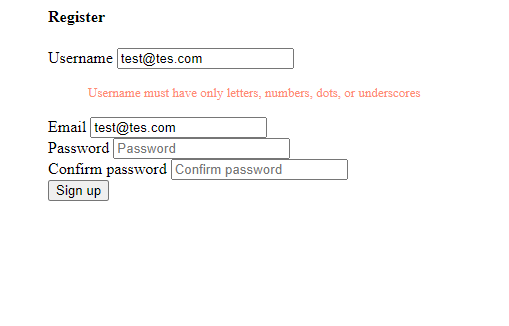 Register
Username test@tes.com
Username must have only letters, numbers, dots, or underscores
Email test@tes.com
Password Password
Confirm password Confirm password
Sign up